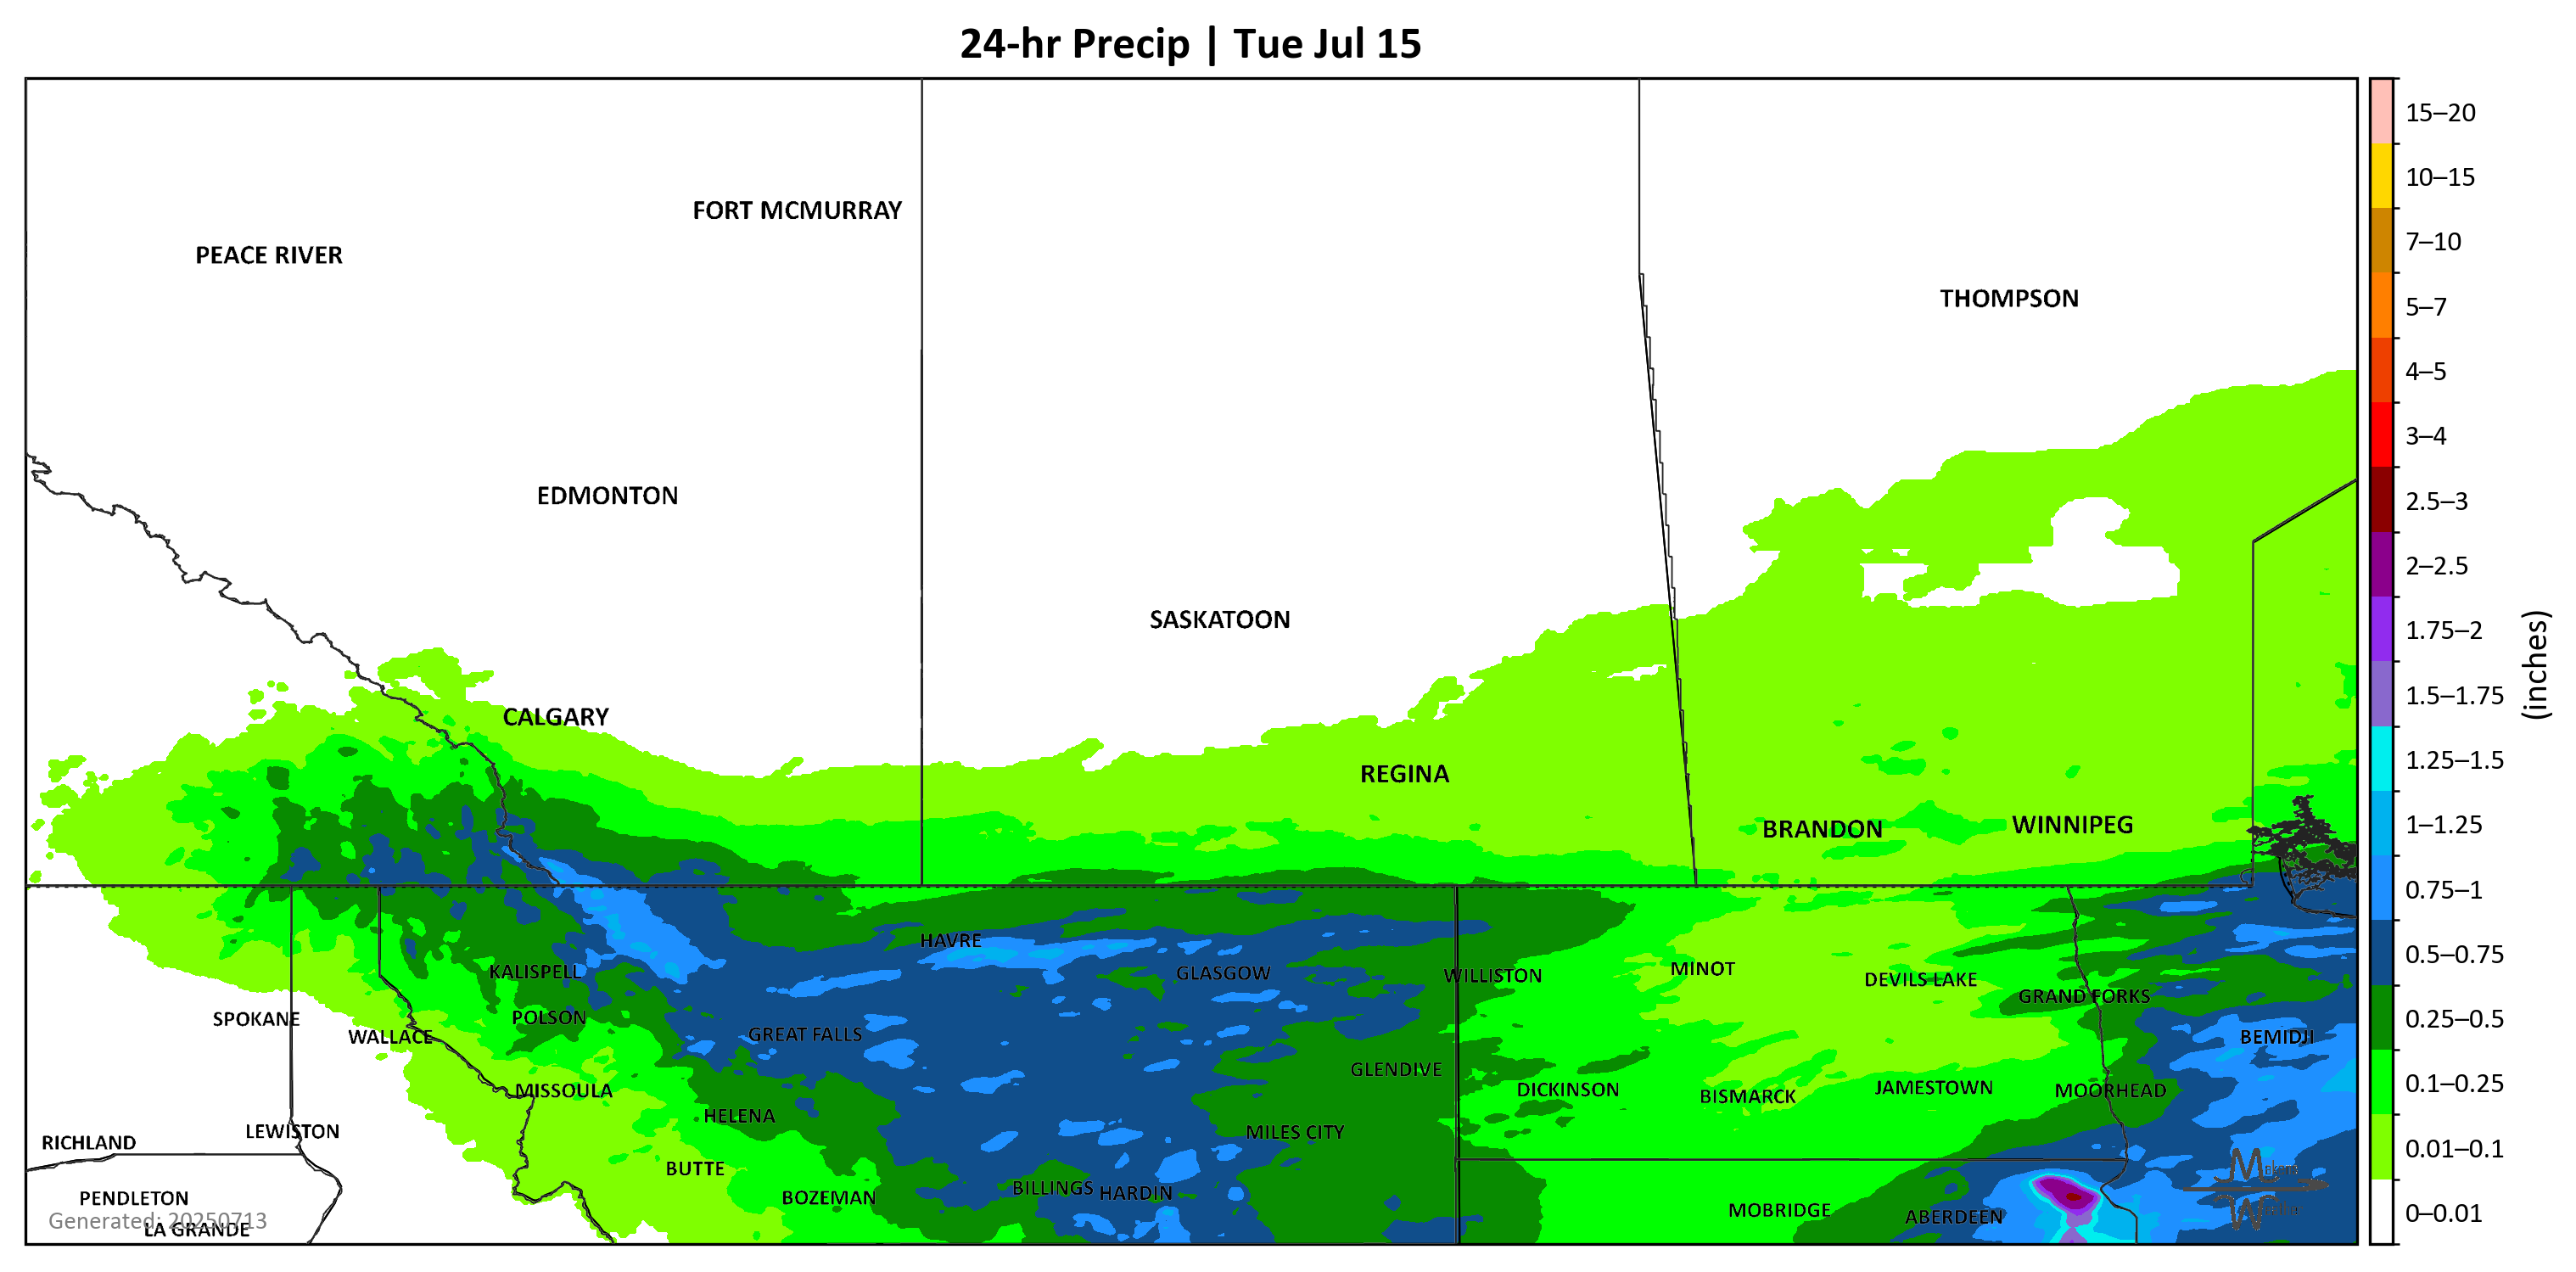 24-hr Precip | Tue Jul 15
FORT MCMURRAY
PEACE RIVER
THOMPSON
EDMONTON
SASKATOON
CALGARY
REGINA
BRANDON
WINNIPEG
HAVRE
KALISPELL
GLASGOW
WILLISTON
MINOT
DEVILS LAKE
GRAND FORKS
SPOKANE
POLSON
WALLACE
GREAT FALLS
BEMIDJI
GLENDIVE
MISSOULA
DICKINSON
BISMARCK
JAMESTOWN
MOORHEAD
HELENA
LEWISTON
MILES CITY
RICHLAND
BUTTE
BOZEMAN
BILLINGS
HARDIN
PENDLETON
MOBRIDGE
ABERDEEN
Generated: 20250713
LA GRANDE
15–20
10–15
7–10
5–7
4–5
3–4
2.5–3
2–2.5
1.75–2
1.5–1.75
1.25–1.5
1–1.25
0.75–1
0.5–0.75
0.25–0.5
0.1–0.25
0.01–0.1
0–0.01
(inches)